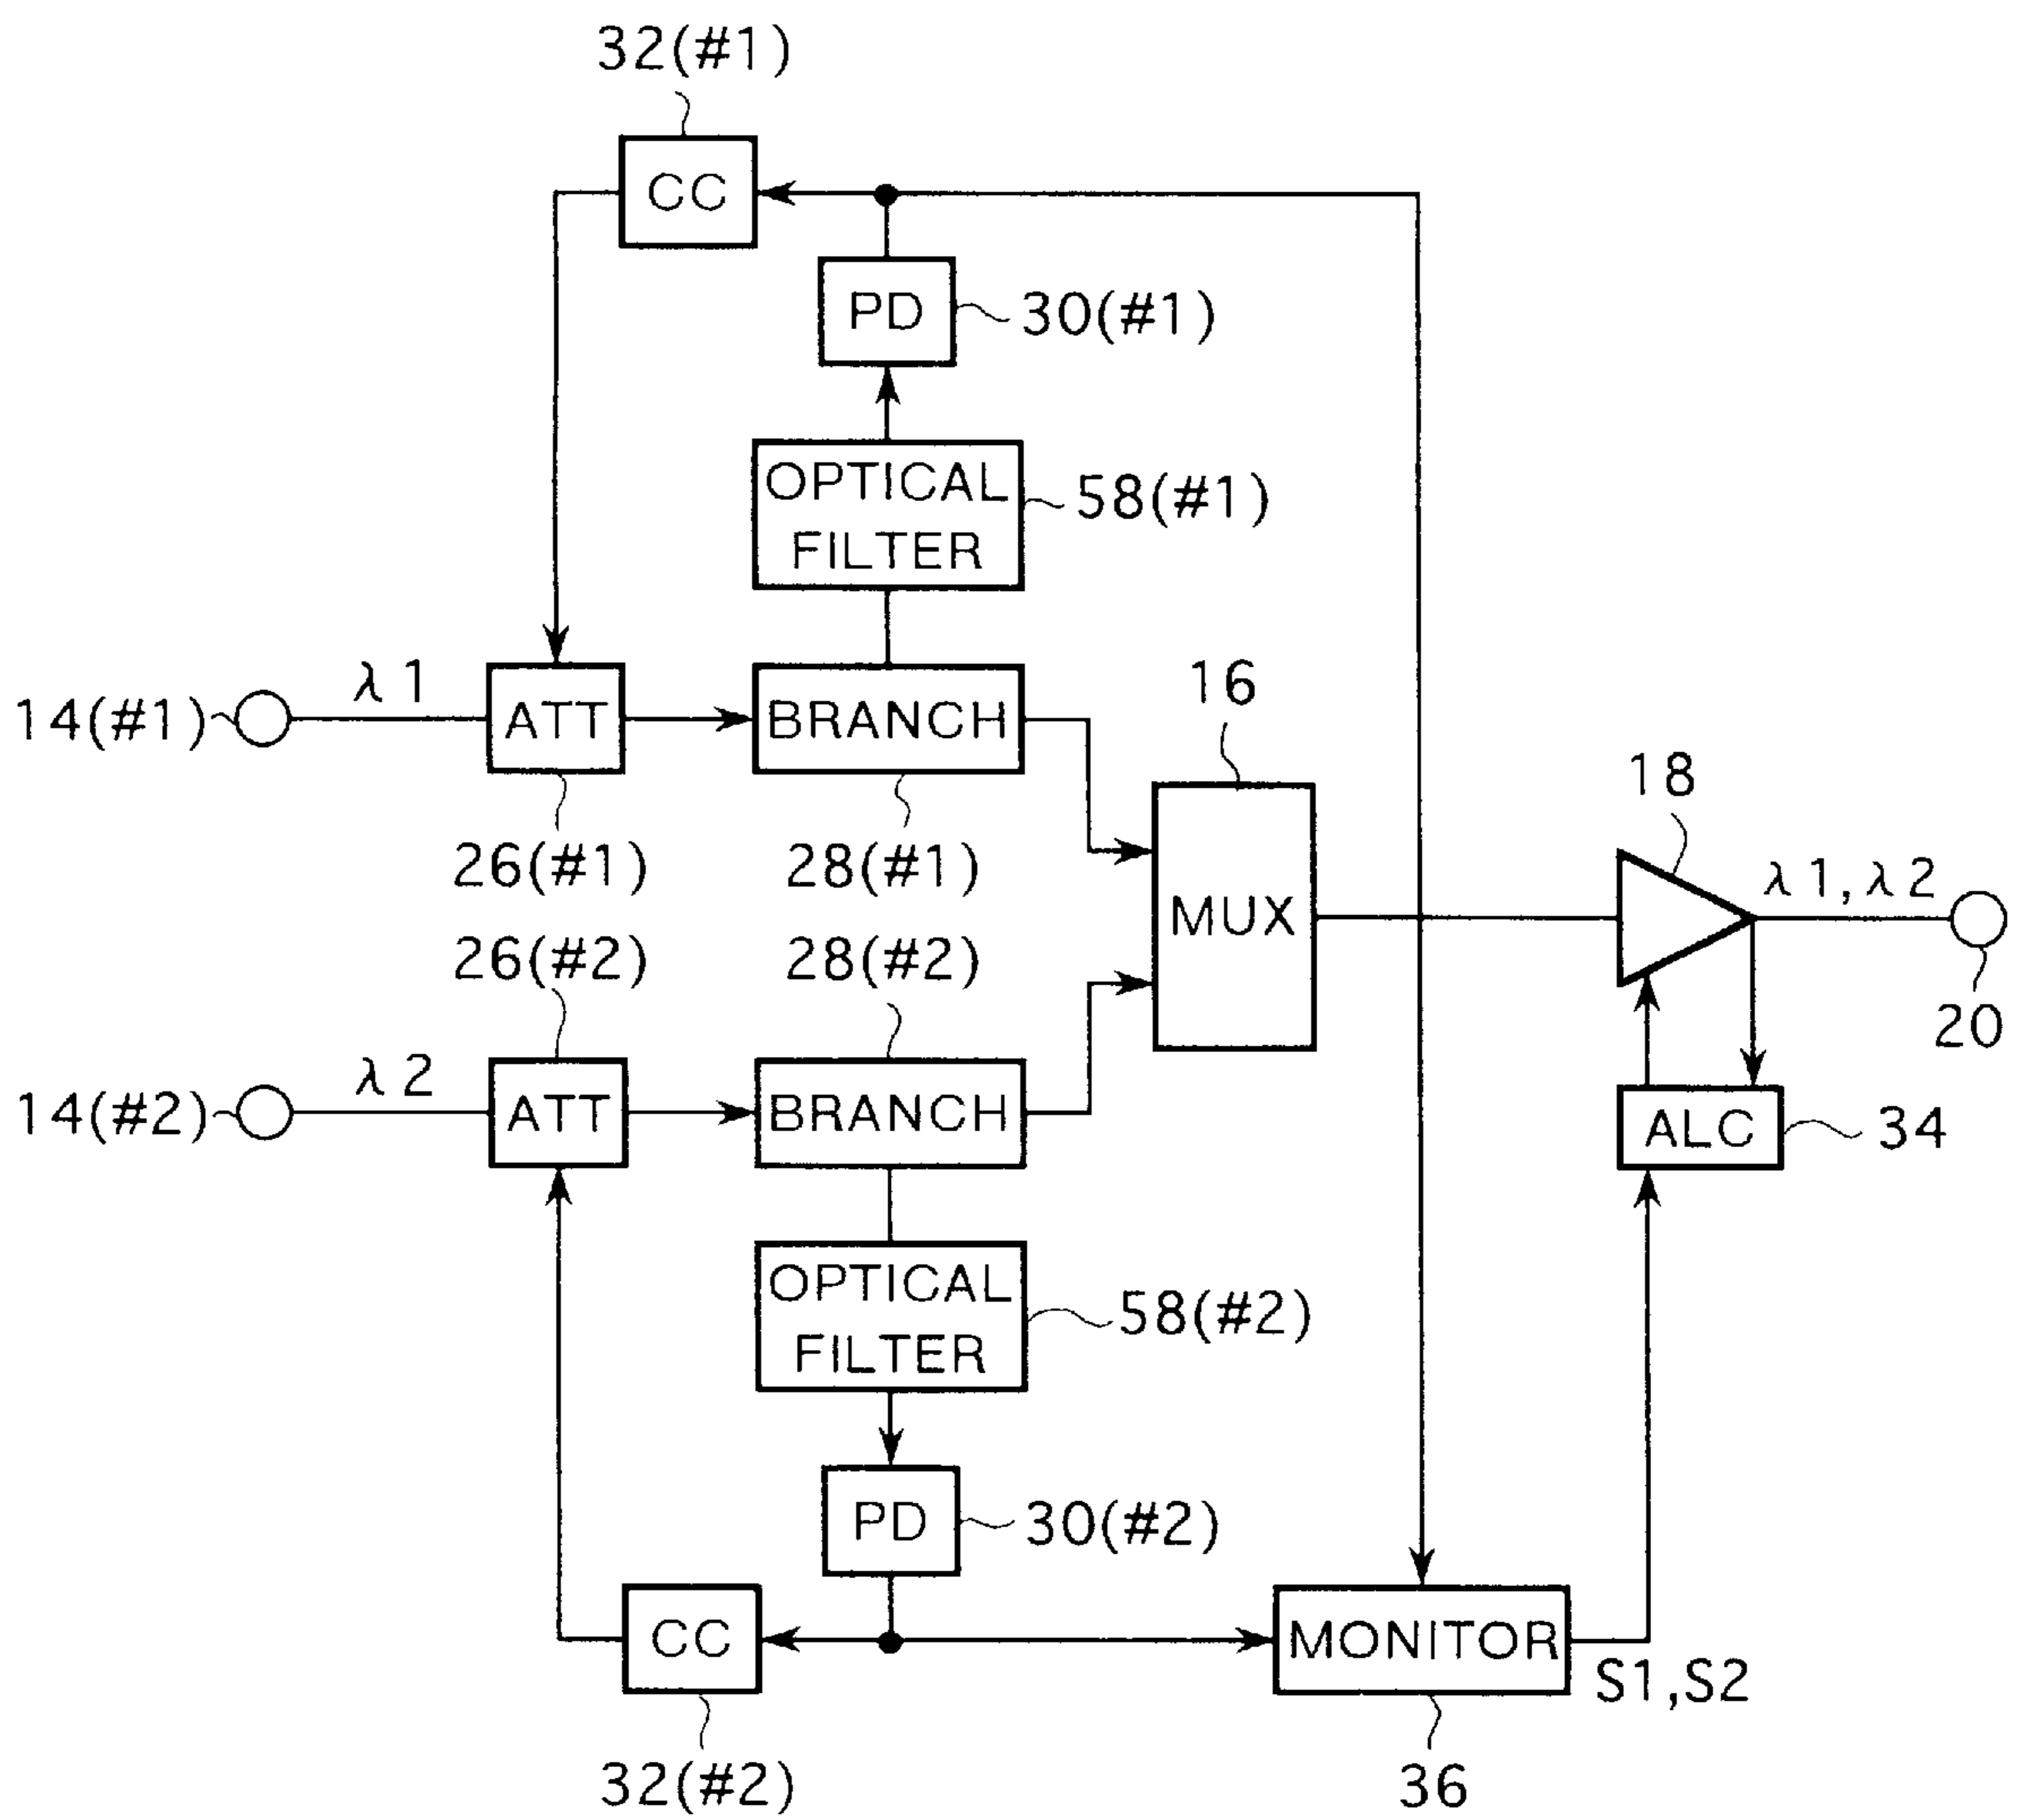 32(#1)
CC
PD
30(#1)
OPTICAL
FILTER
58(#1)
λ1
14(#1)
ATT
BRANCH
16
18
26(#1)
28(#1)
λ1,λ2
MUX
26(#2)
28(#2)
20
λ2
14(#2)
ATT
BRANCH
ALC
34
OPTICAL
FILTER
58(#2)
PD
30(#2)
CC
MONITOR
S1,S2
32(#2)
36